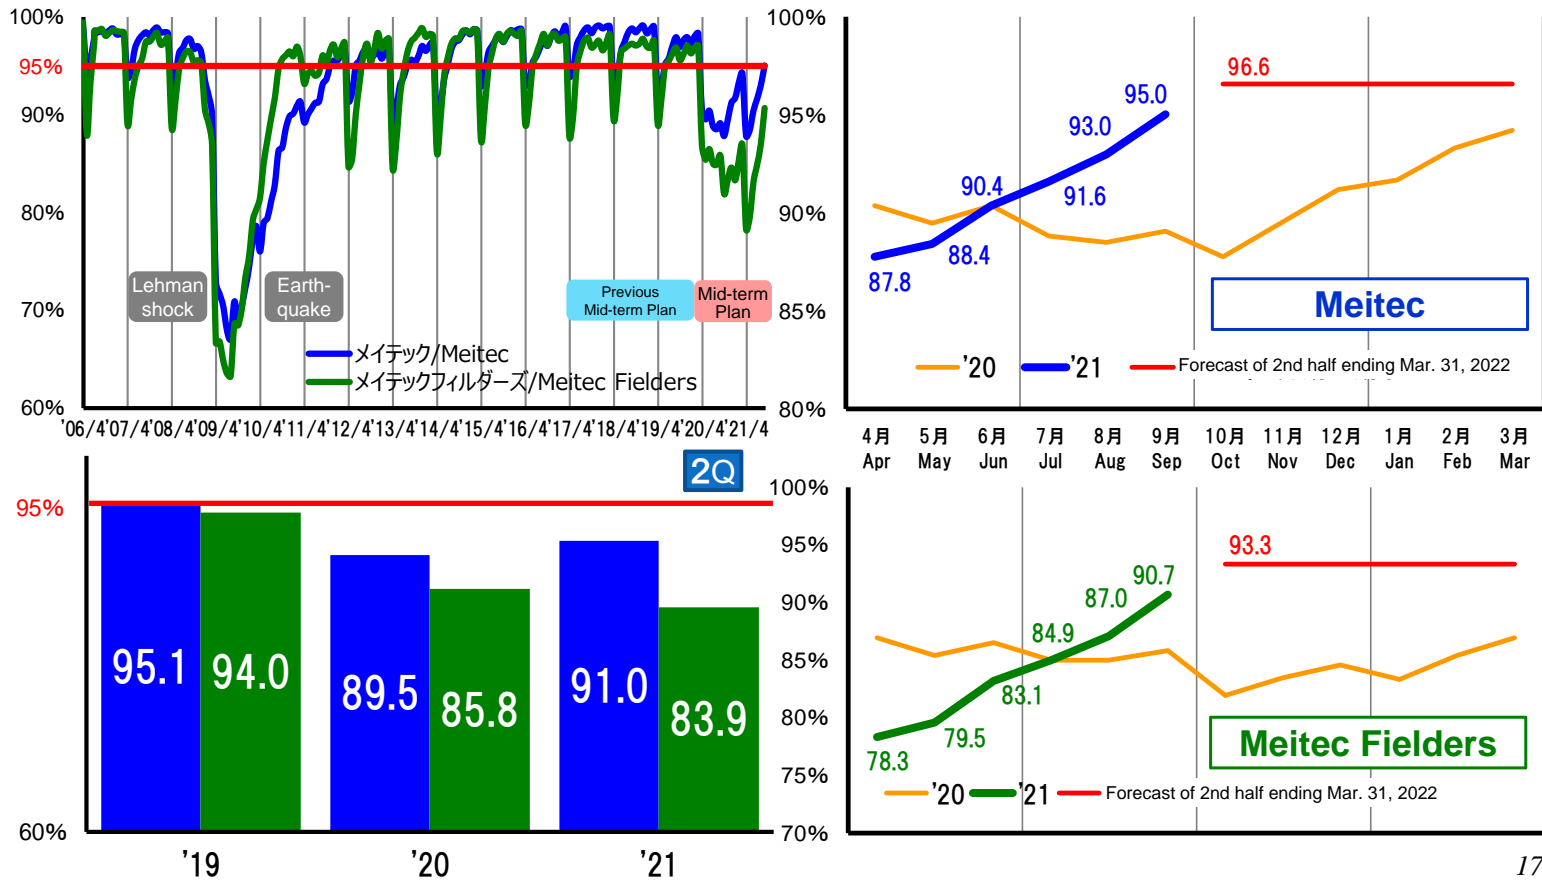 100%
95%
90%
80%
70%
60%
Lehman
shock
Earth-
quake
Previous
Mid-term Plan
Mid-term
Plan
メイテック/Meitec
メイテックフィルダーズ/Meitec Fielders
'06/4'07/4'08/4'09/4'10/4'11/4'12/4'13/4'14/4'15/4'16/4'17/4'18/4'19/4'20/4'21/4
100%
95%
90%
85%
80%
87.8
88.4
90.4
91.6
93.0
95.0
96.6
Meitec
'20
'21
Forecast of 2nd half ending Mar. 31, 2022
4月 5月 6月 7月 8月 9月 10月 11月 12月 1月 2月 3月
Apr May Jun Jul Aug Sep Oct Nov Dec Jan Feb Mar
2Q
95%
60%
95.1
94.0
89.5
85.8
91.0
83.9
'19
'20
'21
100%
95%
90%
85%
80%
75%
70%
78.3
79.5
83.1
84.9
87.0
90.7
93.3
Meitec Fielders
'20
'21
Forecast of 2nd half ending Mar. 31, 2022
17